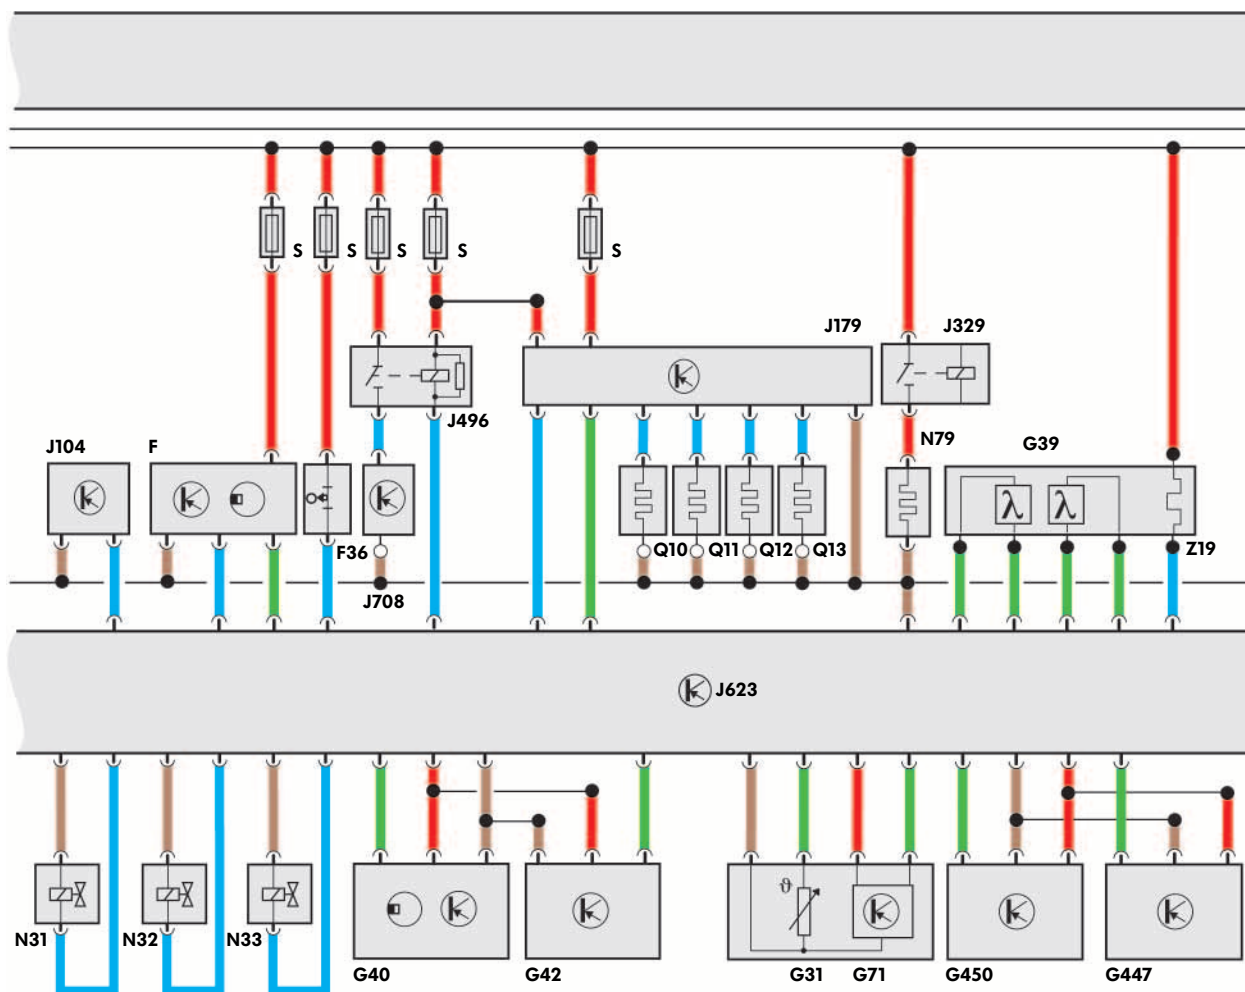 S S S S S
J179 J329
J496
J104 F N79 G39
F36 Q10 Q11 Q12 Q13 Z19
J708
J623
λ λ
ϑ
N31 N32 N33
G40 G42 G31 G71 G450 G447